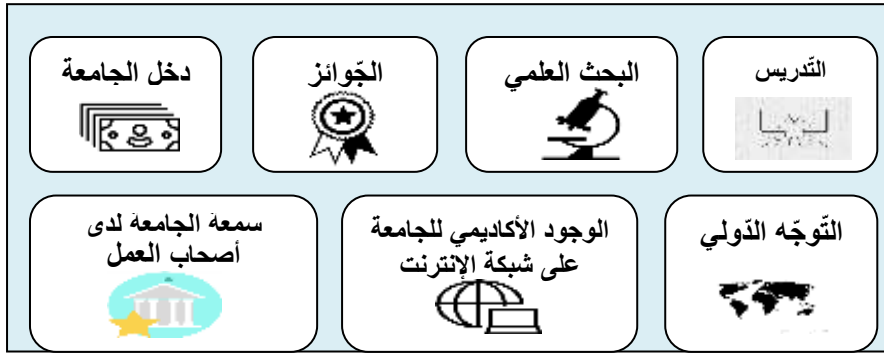 التّدريس
البحث العلمي
الجّوائز
دخل الجامعة
التّوجّه الدّولي
الوجود الأكاديمي للجامعة
على شبكة الإنترنت
سمعة الجامعة لدى
أصحاب العمل